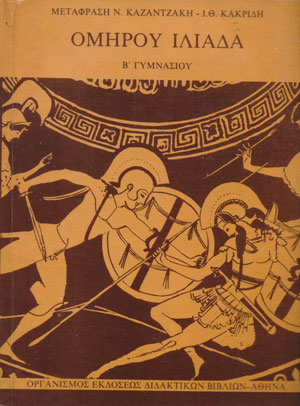 ΜΕΤΑΦΡΑΣΗ Ν. ΚΑΖΑΝΤΖΑΚΗ - Ι.Θ. ΚΑΚΡΙΔΗ
ΟΜΗΡΟΥ ΙΛΙΑΔΑ
Β΄ ΓΥΜΝΑΣΙΟΥ
ΟΡΓΑΝΙΣΜΟΣ ΕΚΔΟΣΕΩΣ ΔΙΔΑΚΤΙΚΩΝ ΒΙΒΛΙΩΝ-ΑΘΗΝΑ